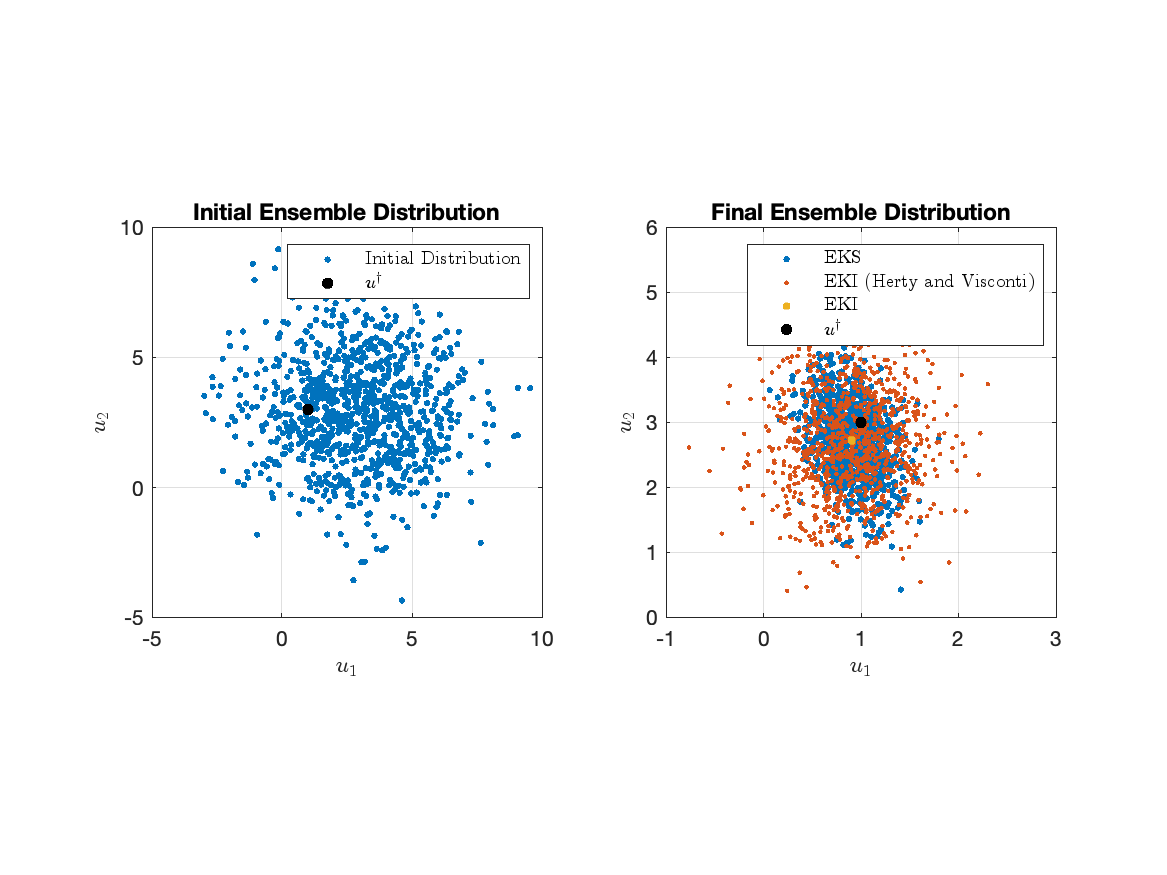 Initial Ensemble Distribution
10
5
0
-5
-5
0
5
10
u₂
u₁
Initial Distribution
u†
Final Ensemble Distribution
6
5
4
3
2
1
0
-1
0
1
2
3
u₂
u₁
EKS
EKI (Herty and Visconti)
EKI
u†